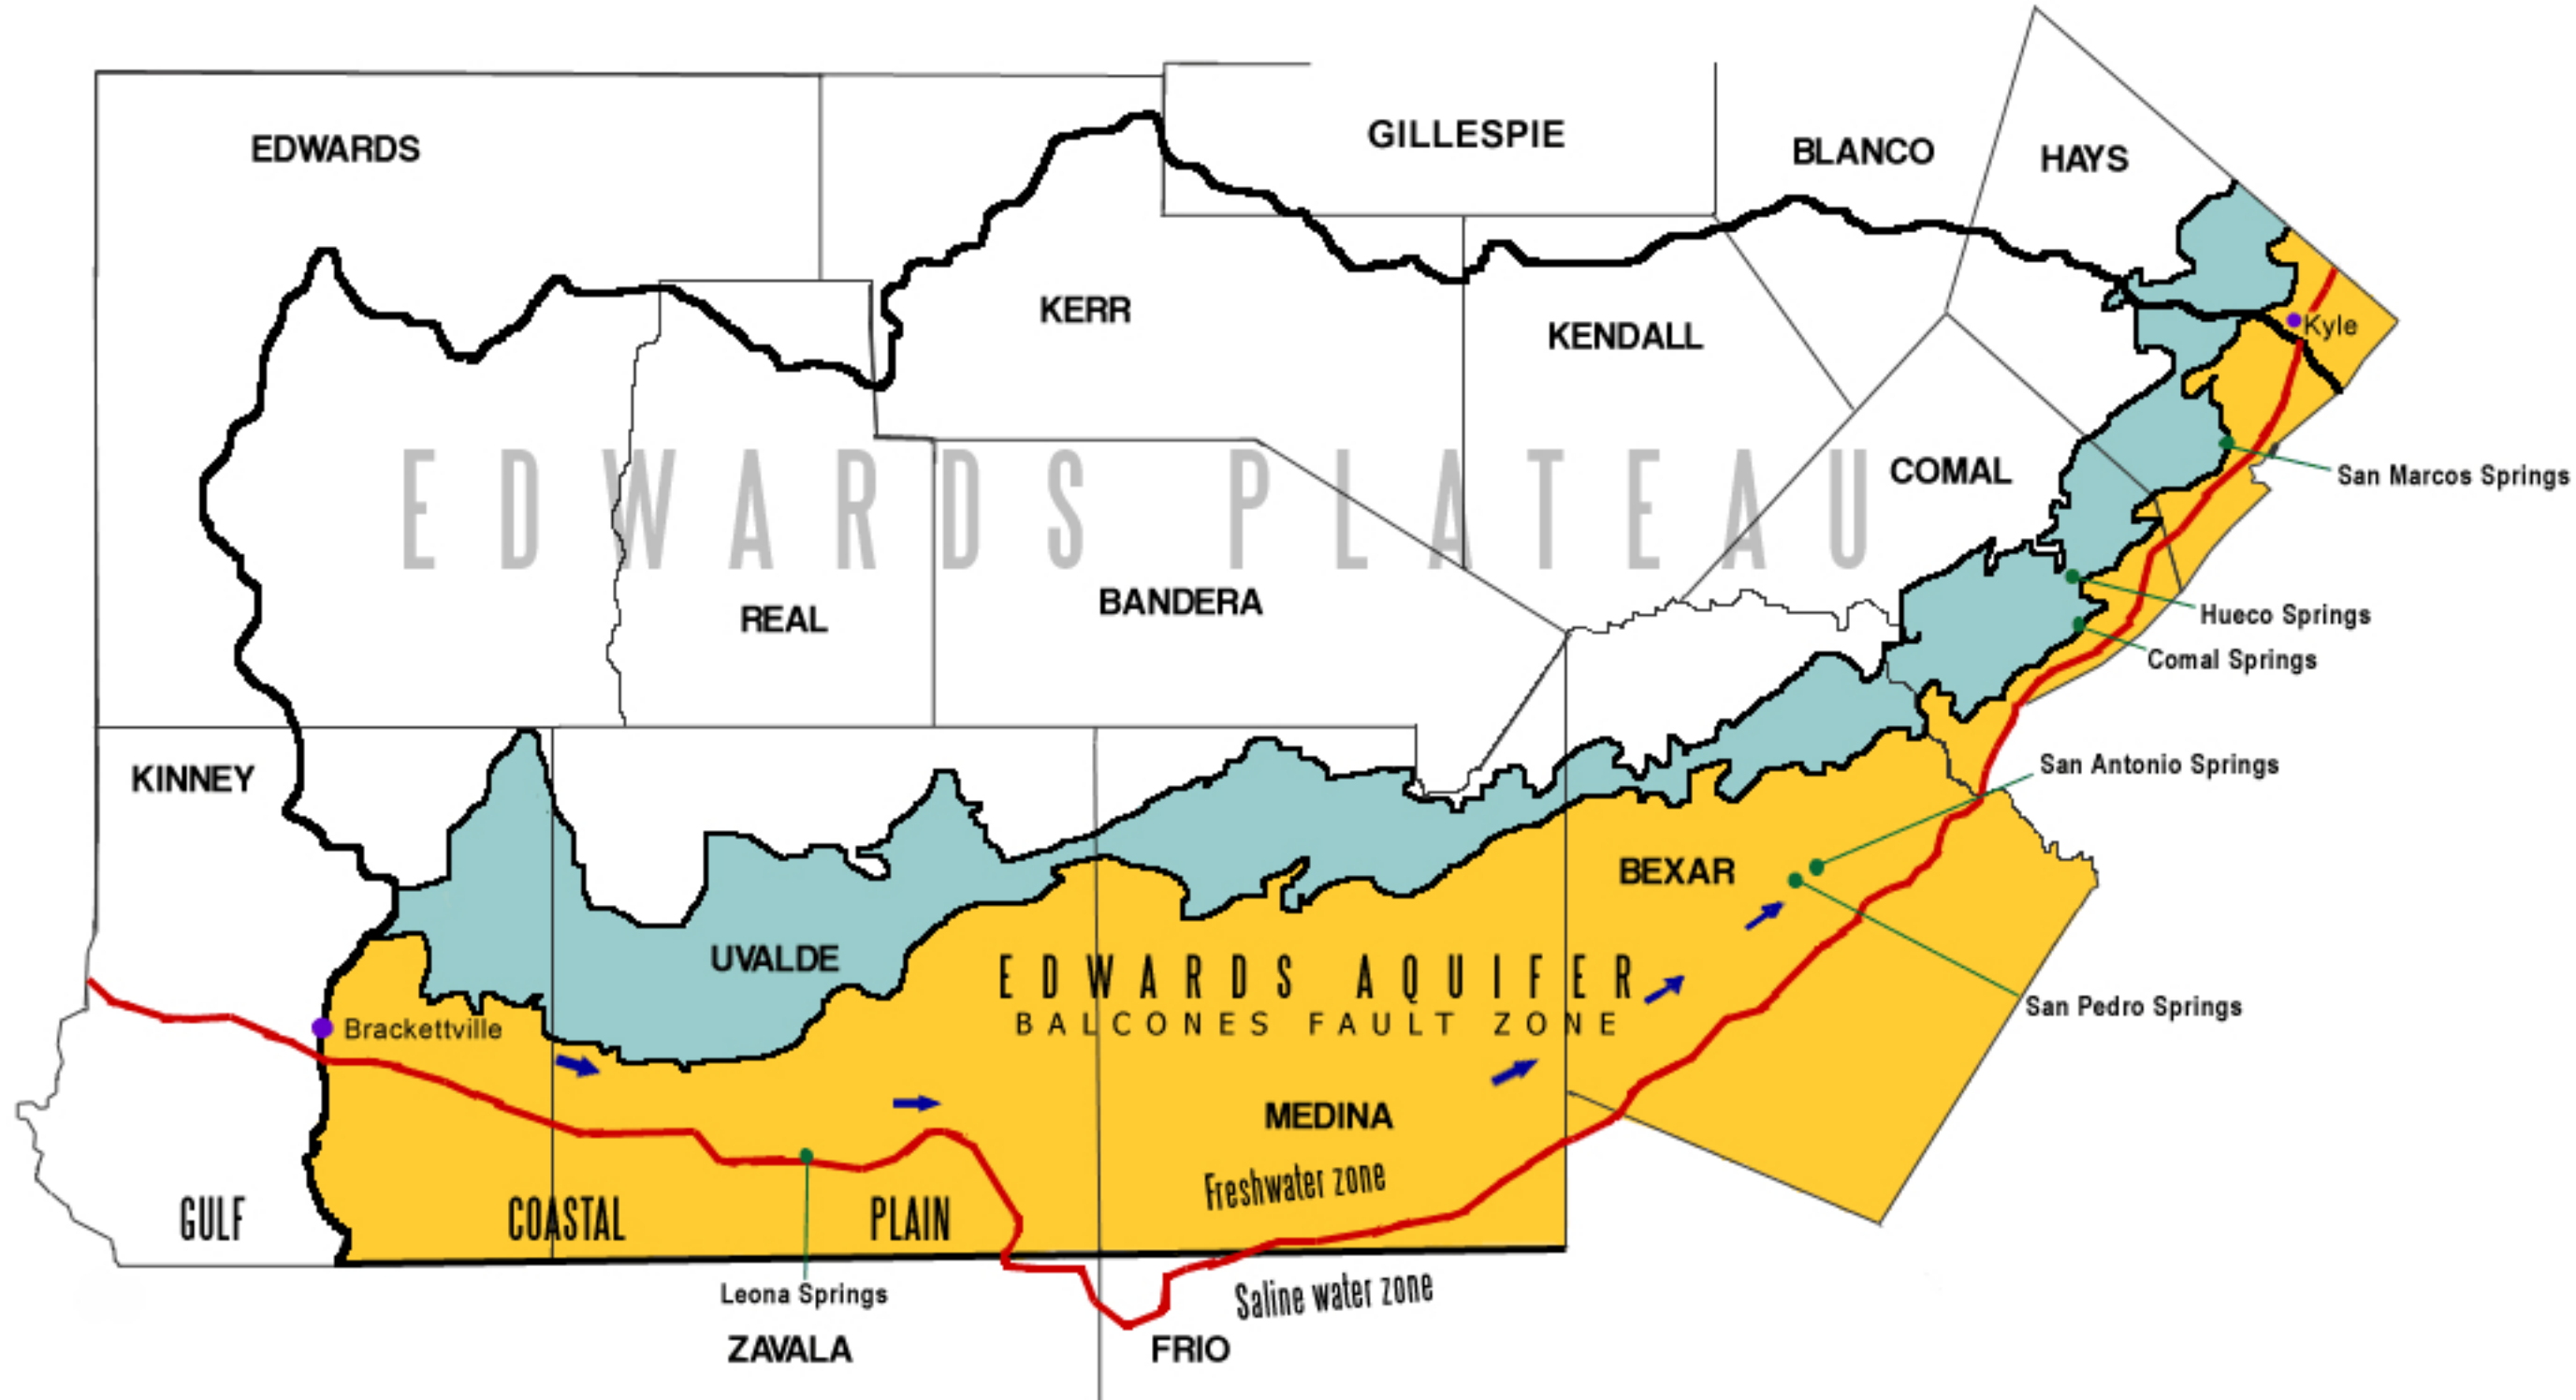 EDWARDS
GILLESPIE
BLANCO
HAYS
KERR
KENDALL
Kyle
COMAL
San Marcos Springs
EDWARDS PLATEAU
REAL
BANDERA
Hueco Springs
Comal Springs
KINNEY
San Antonio Springs
BEXAR
UVALDE
EDWARDS AQUIFER
BALCONES FAULT ZONE
San Pedro Springs
Brackettville
MEDINA
Freshwater zone
GULF COASTAL PLAIN
Leona Springs
Saline water zone
ZAVALA
FRIO